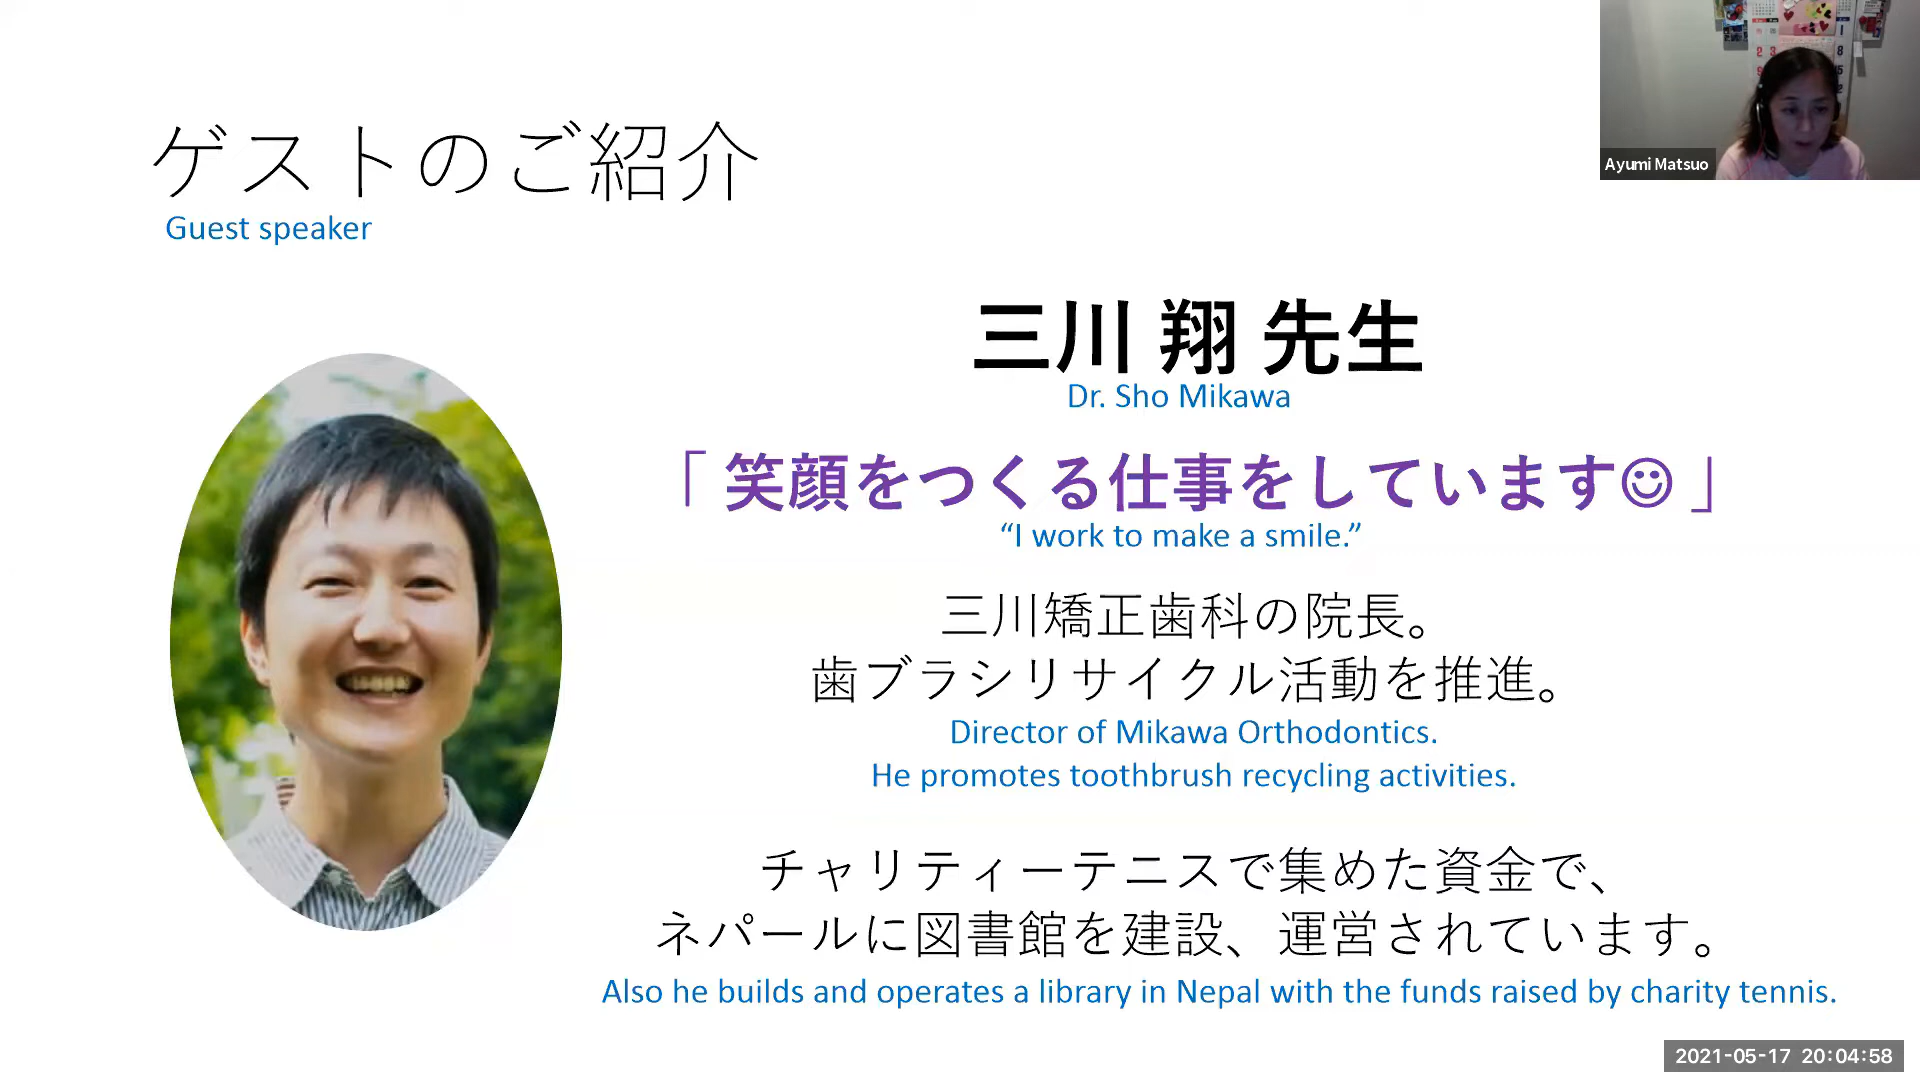 ゲストのご紹介
Guest speaker
Ayumi Matsuo
三川 翔 先生
Dr. Sho Mikawa
「 笑顔をつくる仕事をしています☺ 」
“I work to make a smile.”
三川矯正歯科の院長。
歯ブラシリサイクル活動を推進。
Director of Mikawa Orthodontics.
He promotes toothbrush recycling activities.
チャリティーテニスで集めた資金で、
ネパールに図書館を建設、運営されています。
Also he builds and operates a library in Nepal with the funds raised by charity tennis.
2021-05-17 20:04:58